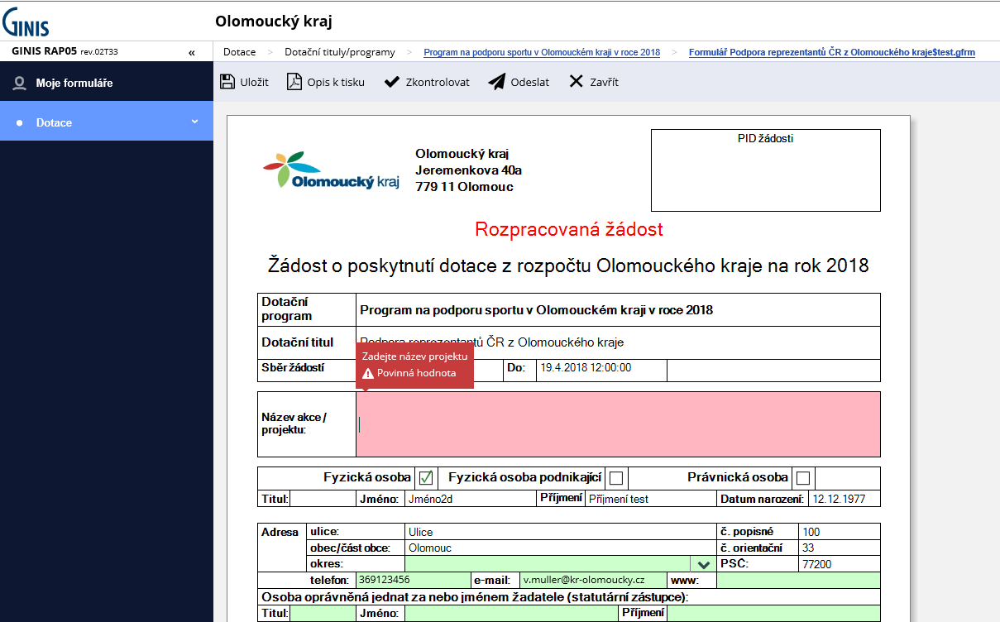 GINIS
Olomoucký kraj
GINIS RAP05 rev.02T33 «
Dotace > Dotační tituly/programy > Program na podporu sportu v Olomouckém kraji v roce 2018 > Formulář Podpora reprezentantů ČR z Olomouckého kraje$test.gfrm
Moje formuláře
Dotace
Uložit Opis k tisku Zkontrolovat Odeslat Zavřít
Olomoucký kraj
Olomoucký kraj
Jeremenkova 40a
779 11 Olomouc
PID žádosti
Rozpracovaná žádost
Žádost o poskytnutí dotace z rozpočtu Olomouckého kraje na rok 2018
Dotační
program
Program na podporu sportu v Olomouckém kraji v roce 2018
Dotační titul Podpora reprezentantů ČR z Olomouckého kraje
Zadejte název projektu
Povinná hodnota
Sběr žádostí Do: 19.4.2018 12:00:00
Název akce /
projektu:
Fyzická osoba Fyzická osoba podnikající Právnická osoba
Titul: Jméno: Jméno2d Příjmení Příjmení test Datum narození: 12.12.1977
Adresa ulice: Ulice č. popisné 100
obec/část obce: Olomouc č. orientační 33
okres: PSČ: 77200
telefon: 369123456 e-mail: v.muller@kr-olomoucky.cz www:
Osoba oprávněná jednat za nebo jménem žadatele (statutární zástupce):
Titul: Jméno: Příjmení